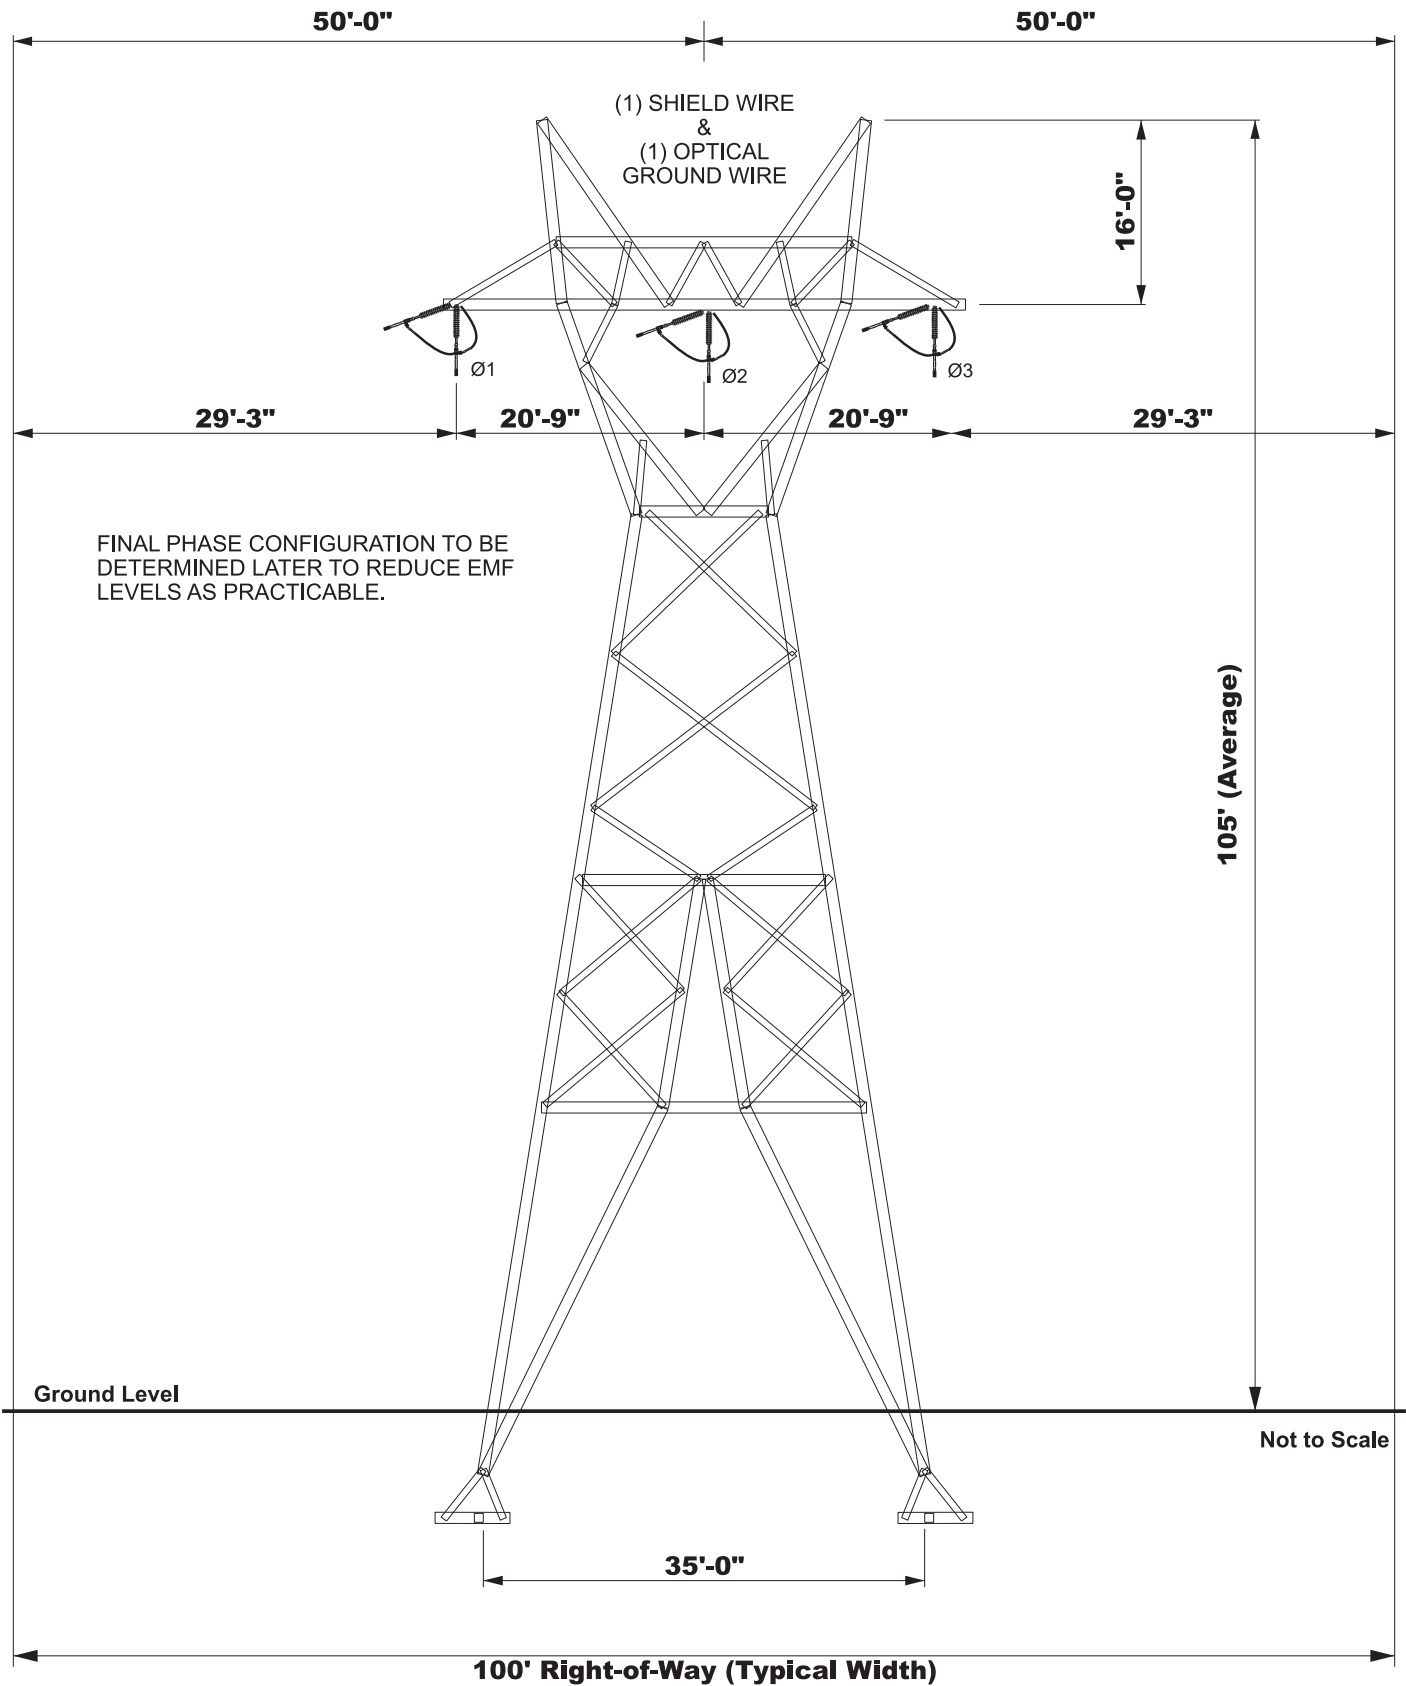 50'-0"
50'-0"
(1) SHIELD WIRE
&
(1) OPTICAL
GROUND WIRE
16'-0"
Ø1
Ø2
Ø3
29'-3"
20'-9"
20'-9"
29'-3"
FINAL PHASE CONFIGURATION TO BE
DETERMINED LATER TO REDUCE EMF
LEVELS AS PRACTICABLE.
105' (Average)
Ground Level
Not to Scale
35'-0"
100' Right-of-Way (Typical Width)